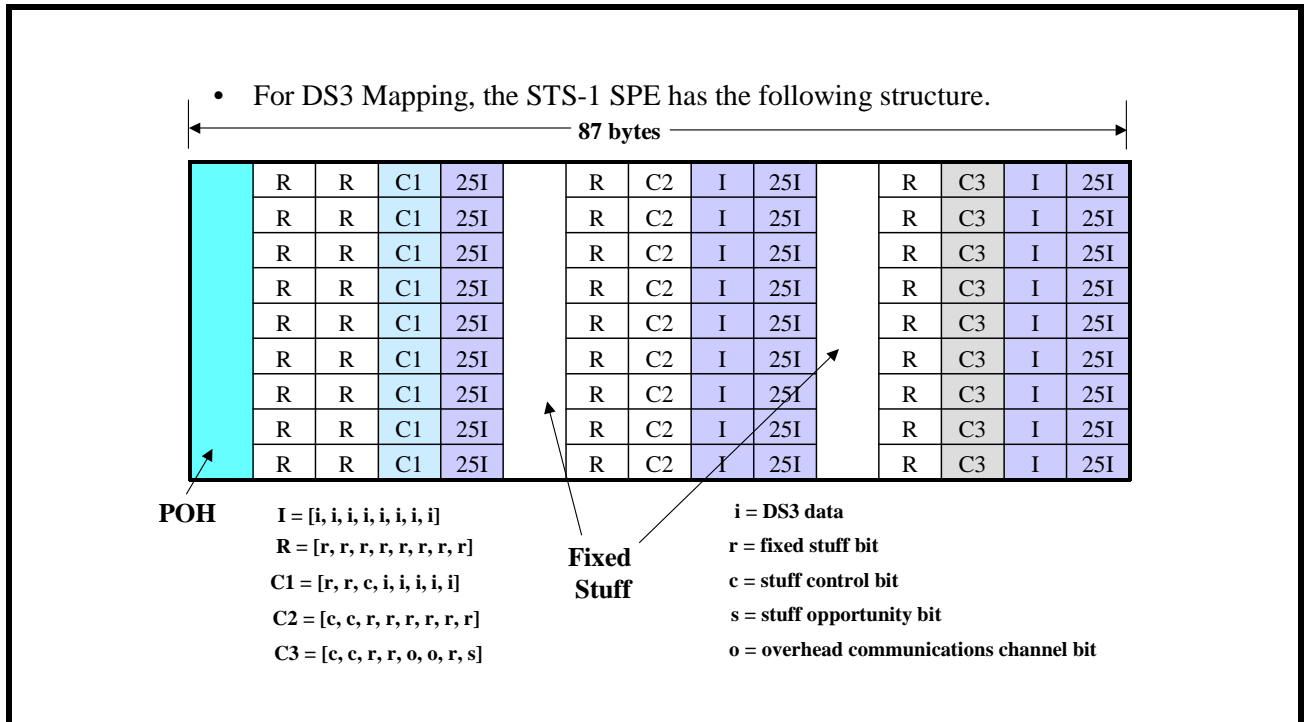 • For DS3 Mapping, the STS-1 SPE has the following structure.
87 bytes
R R C1 25I R C2 I 25I R C3 I 25I
R R C1 25I R C2 I 25I R C3 I 25I
R R C1 25I R C2 I 25I R C3 I 25I
R R C1 25I R C2 I 25I R C3 I 25I
R R C1 25I R C2 I 25I R C3 I 25I
R R C1 25I R C2 I 25I R C3 I 25I
R R C1 25I R C2 I 25I R C3 I 25I
R R C1 25I R C2 I 25I R C3 I 25I
R R C1 25I R C2 I 25I R C3 I 25I
POH
I = [i, i, i, i, i, i, i, i]
R = [r, r, r, r, r, r, r, r]
C1 = [r, r, c, i, i, i, i, i]
C2 = [c, c, r, r, r, r, r, r]
C3 = [c, c, r, r, o, o, r, s]
Fixed
Stuff
i = DS3 data
r = fixed stuff bit
c = stuff control bit
s = stuff opportunity bit
o = overhead communications channel bit